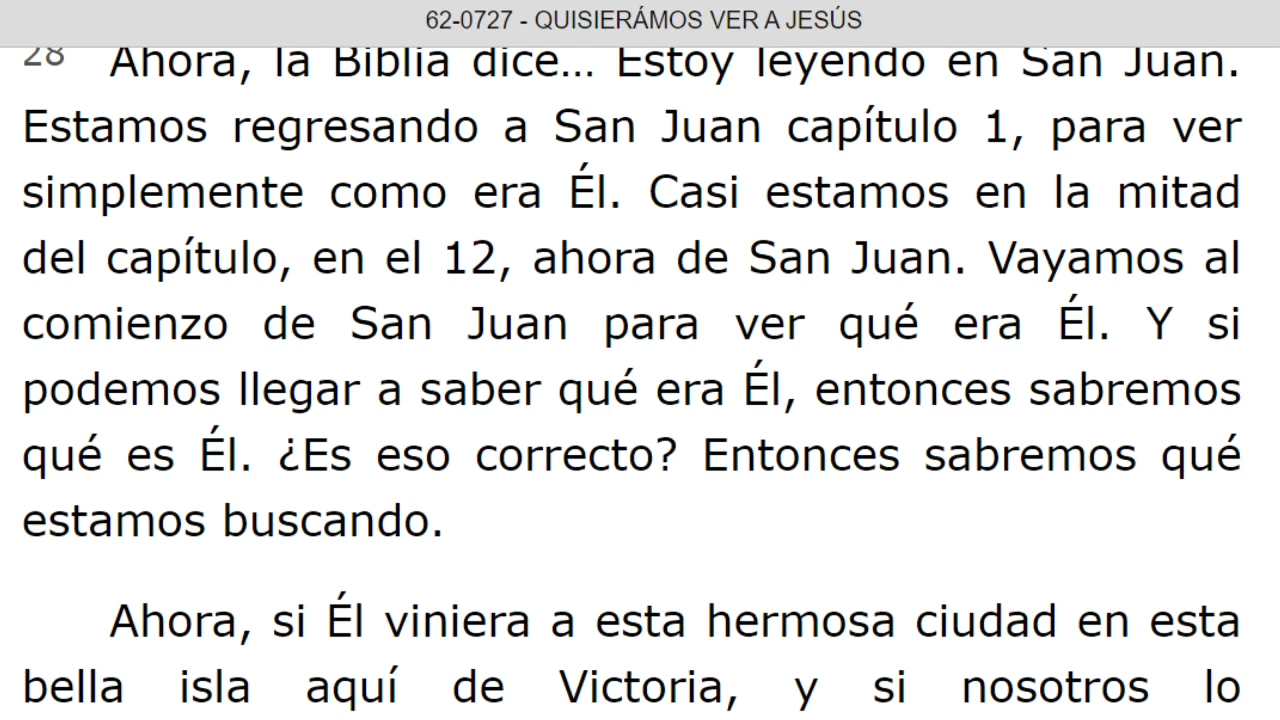 62-0727 - QUISIERÁMOS VER A JESÚS
28 Ahora, la Biblia dice... Estoy leyendo en San Juan.
Estamos regresando a San Juan capítulo 1, para ver
simplemente como era Él. Casi estamos en la mitad
del capítulo, en el 12, ahora de San Juan. Vayamos al
comienzo de San Juan para ver qué era Él. Y si
podemos llegar a saber qué era Él, entonces sabremos
qué es Él. ¿Es eso correcto? Entonces sabremos qué
estamos buscando.
Ahora, si Él viniera a esta hermosa ciudad en esta
bella isla aquí de Victoria, y si nosotros lo